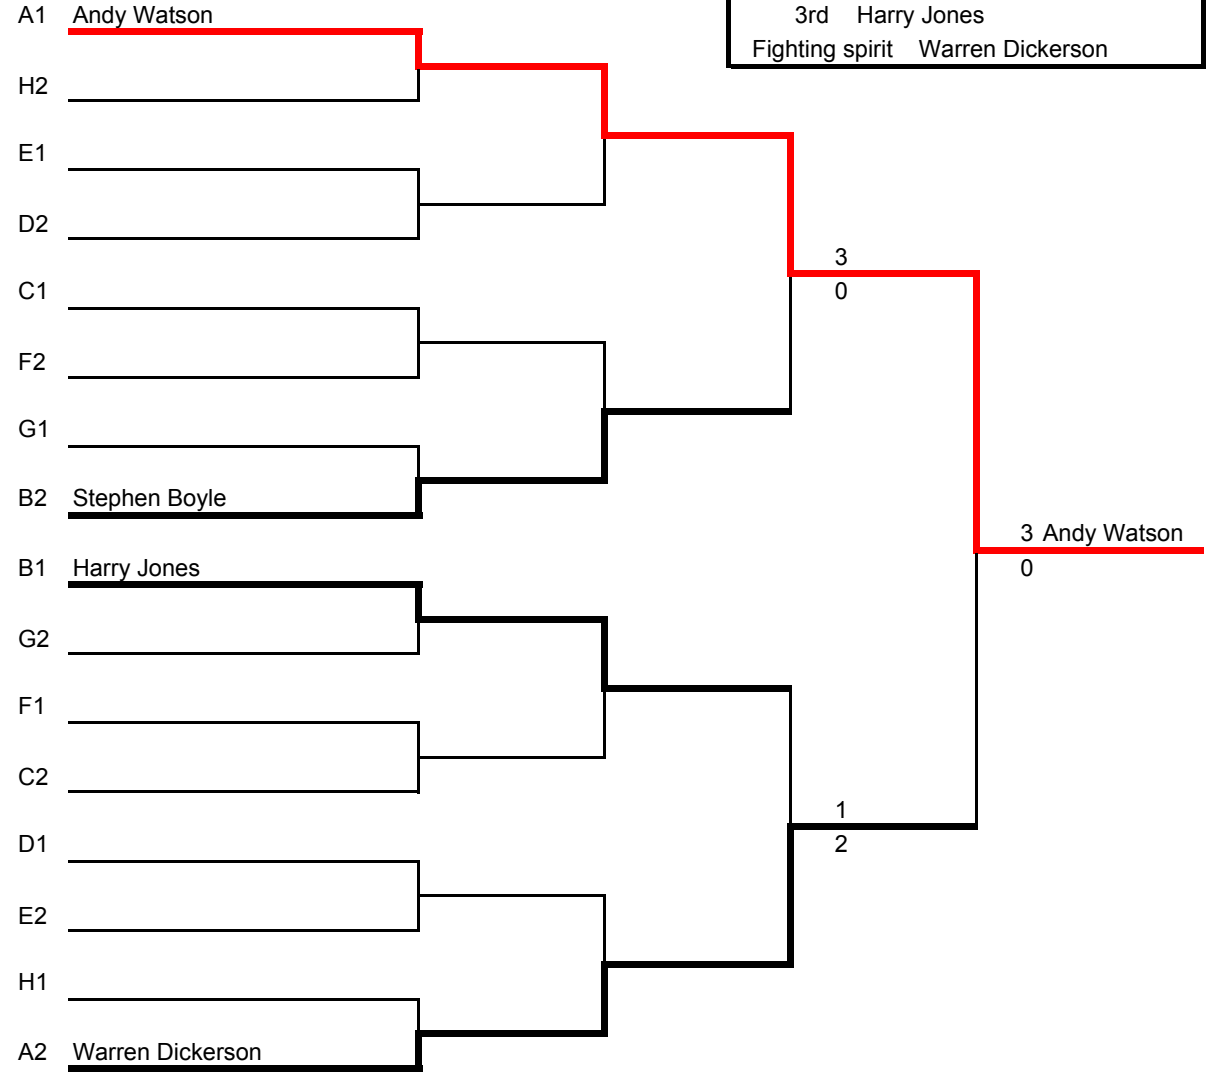 A1 Andy Watson
3rd Harry Jones
Fighting spirit Warren Dickerson
H2
E1
D2
3
C1
0
F2
G1
B2 Stephen Boyle
3 Andy Watson
B1 Harry Jones
0
G2
F1
C2
1
D1
2
E2
H1
A2 Warren Dickerson